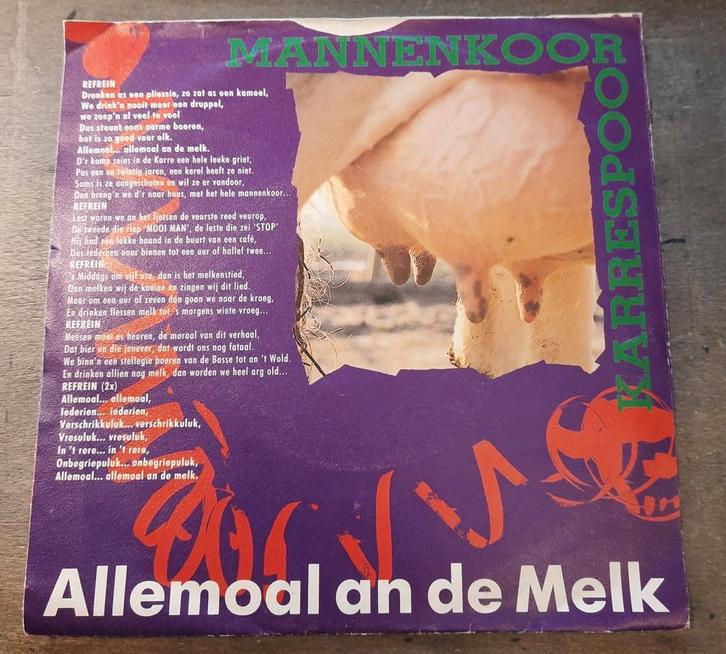 MANNENKOOR
KARRESPOOR
REFREIN
Dronken as een pliessie, zo zat as een kameel,
We drink'n nooit meer een druppel,
we zoep'n al veel te veel
Dus steunt oons aarme boeren,
het is zo goed veur elk.
Allemoal... allemoal an de melk.
D'r komp seins in de Karre een hele leuke griet,
Pas een en twintig jaren, een kerel heeft ze niet.
Soms is ze aangeschoten en wil ze er vandoor,
Dan breng'n we d'r naar huus, met het hele mannenkoor...
REFREIN
Lest waren we an het fietsen de veurste reed veurop,
De tweede die riep 'MOOI MAN', de leste die zei 'STOP'
Hij had een lekke baand in de buurt van een café,
Dus iedereen naar binnen tot een uur of hallef twee...
REFREIN
's Middags om vijf uur, dan is het melkenstied,
Dan melken wij de koeien en zingen wij dit lied.
Maar om een uur of zeven dan goan we naar de kroeg,
En drinken flessen melk tot 's morgens wiete vroeg...
REFREIN
Mensen moet es heuren, de moraal van dit verhaal,
Dat bier en die jenever, dat wordt ons nog fataal.
We binn'n een stellegie boeren van de Basse tot an 't Wold.
En drinken allien nog melk, dan worden we heel arg old...
REFREIN (2x)
Allemoal... allemoal,
Iederien... iederien,
Verschrikkuluk... verschrikkuluk,
Vresuluk... vresuluk,
In 't rere... in 't rere,
Onbegriepuluk... onbegriepuluk,
Allemoal... allemoal an de melk.
Allemoal an de Melk